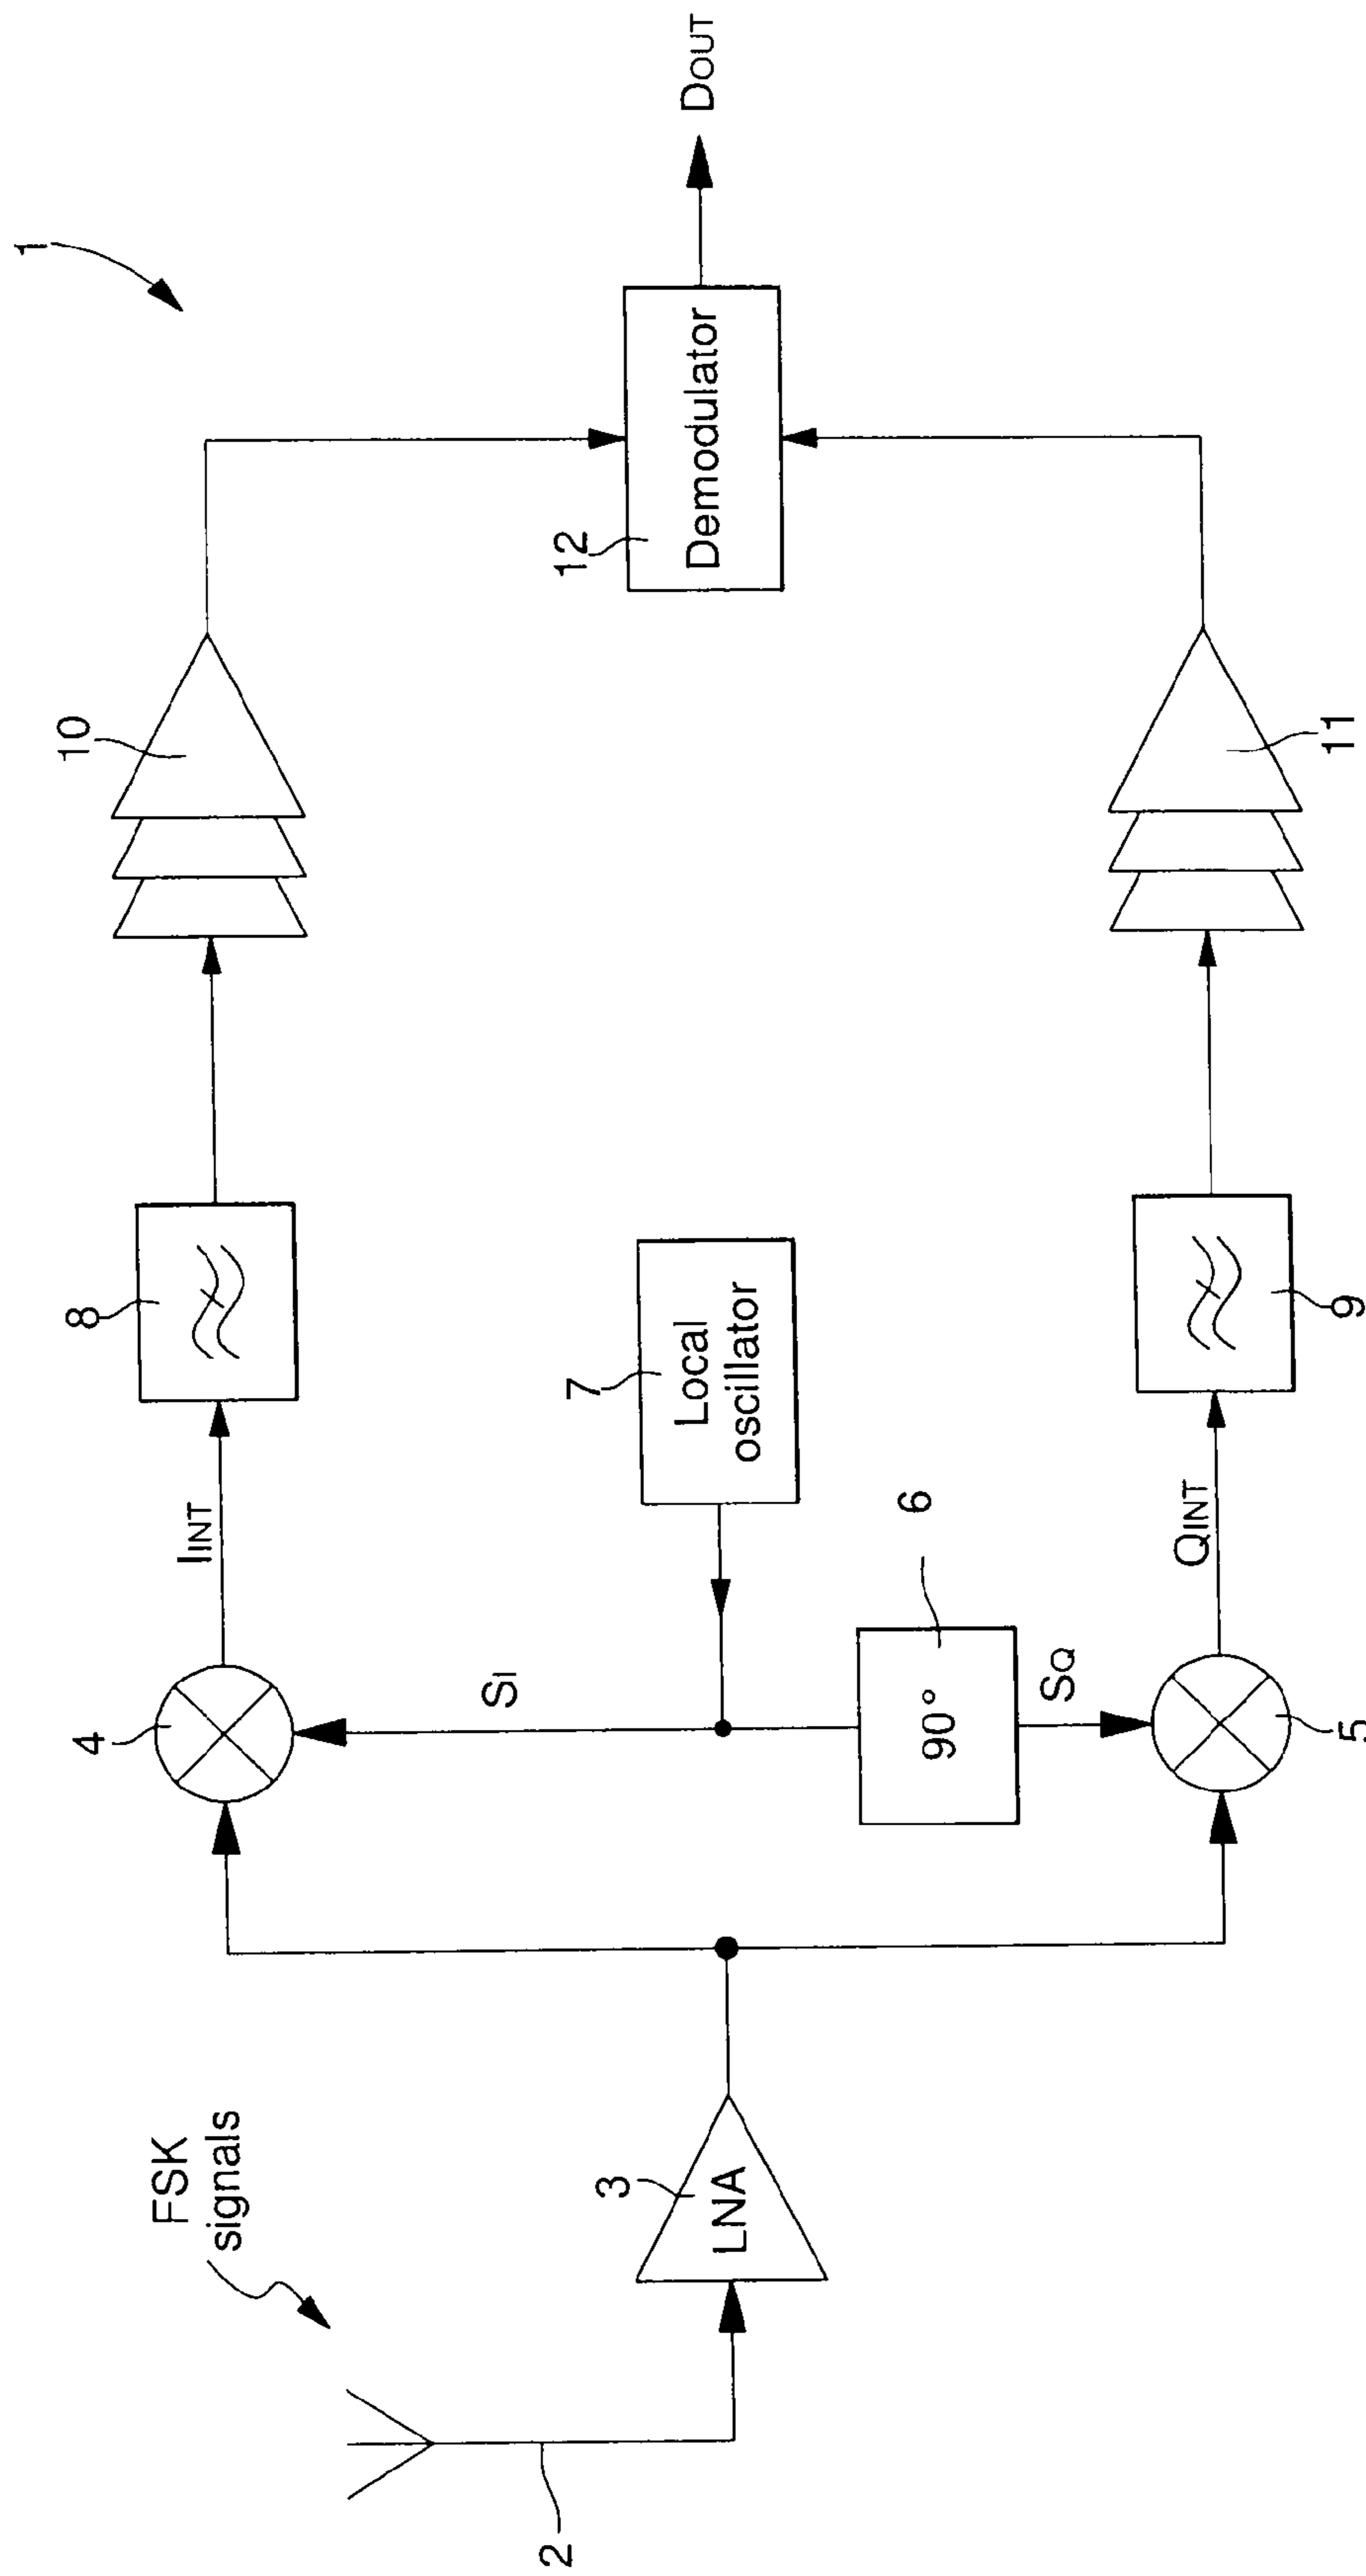 1
FSK
signals
2
3
LNA
4
SI
IINT
8
10
7
Local
oscillator
6
90°
SQ
5
QINT
9
11
12
Demodulator
DOUT